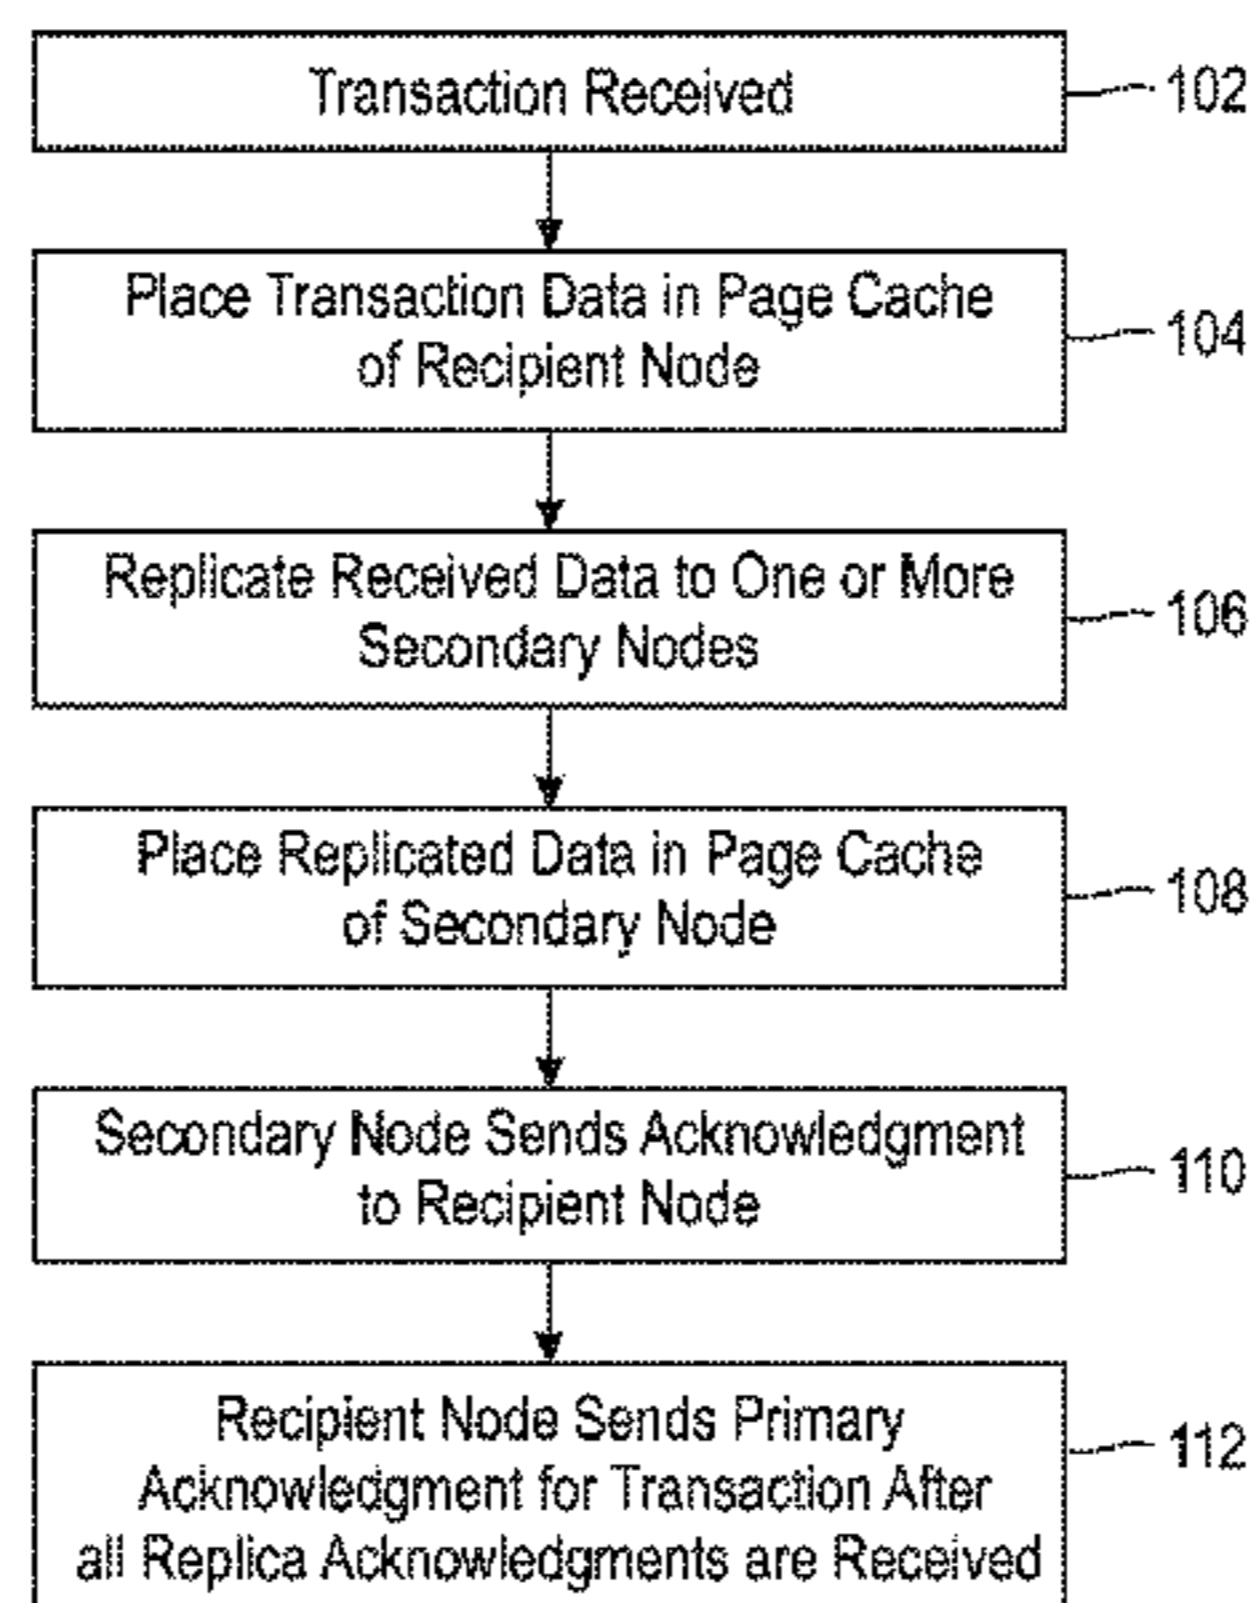 Transaction Received
102
Place Transaction Data in Page Cache
of Recipient Node
104
Replicate Received Data to One or More
Secondary Nodes
106
Place Replicated Data in Page Cache
of Secondary Node
108
Secondary Node Sends Acknowledgment
to Recipient Node
110
Recipient Node Sends Primary
Acknowledgment for Transaction After
all Replica Acknowledgments are Received
112